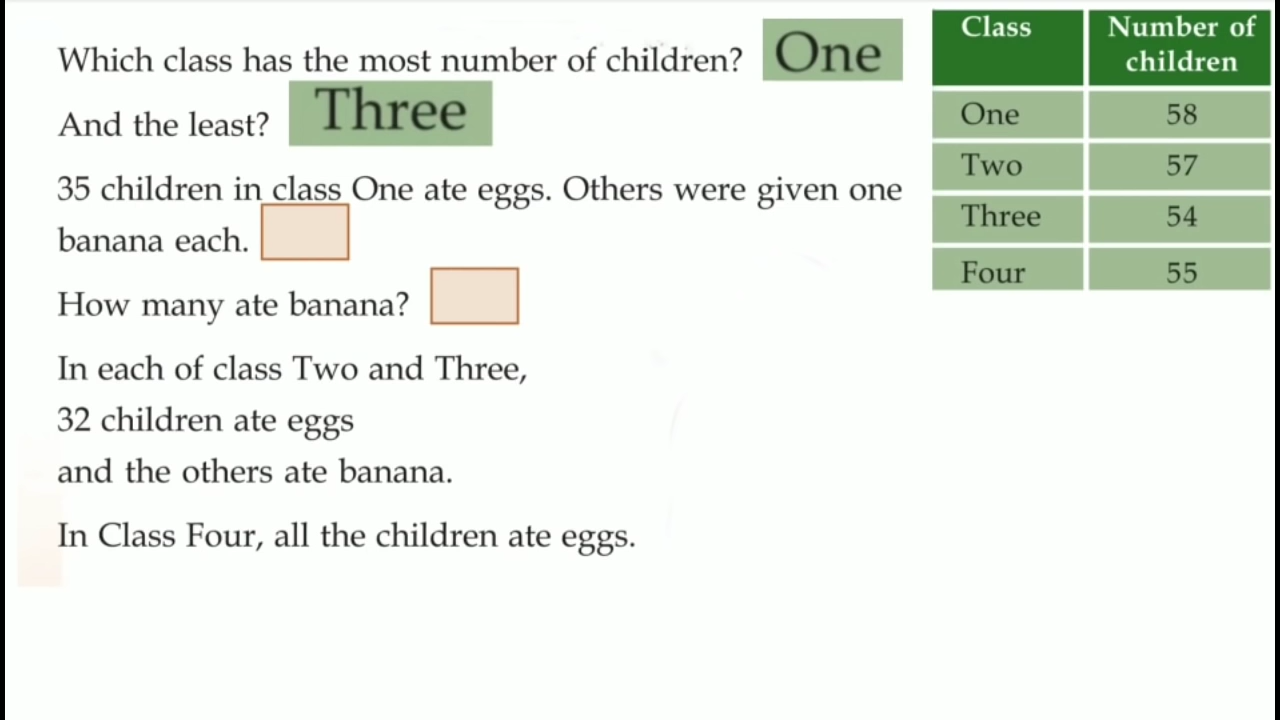 Which class has the most number of children? One
And the least? Three
35 children in class One ate eggs. Others were given one
banana each.
How many ate banana?
In each of class Two and Three,
32 children ate eggs
and the others ate banana.
In Class Four, all the children ate eggs.
Class Number of
children
One 58
Two 57
Three 54
Four 55